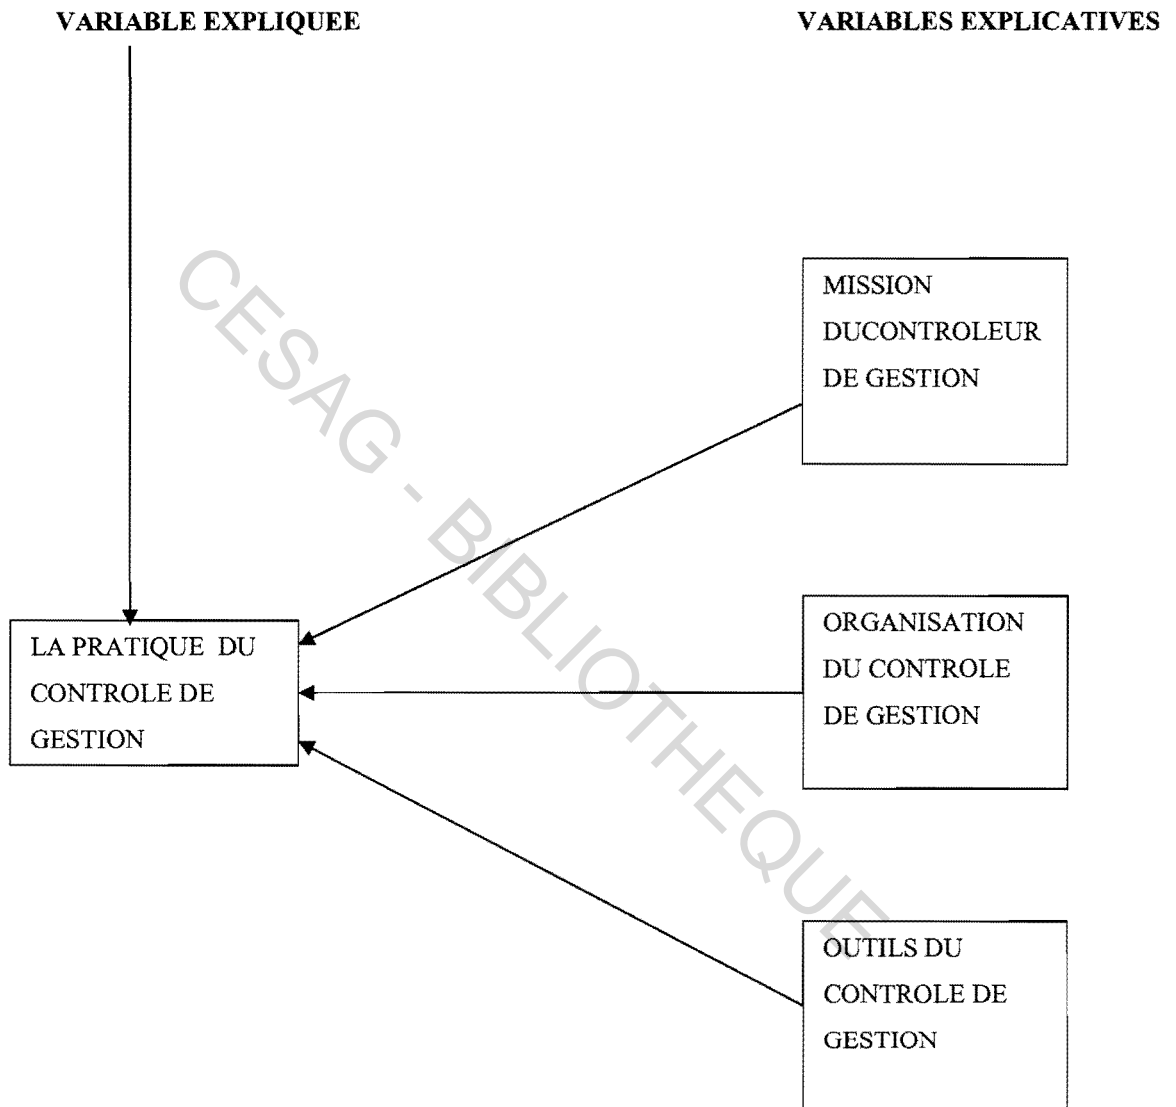 VARIABLE EXPLIQUEE
VARIABLES EXPLICATIVES
MISSION
DUCONTROLEUR
DE GESTION
LA PRATIQUE DU
CONTROLE DE
GESTION
ORGANISATION
DU CONTROLE
DE GESTION
OUTILS DU
CONTROLE DE
GESTION
CESAG - BIBLIOTHEQUE